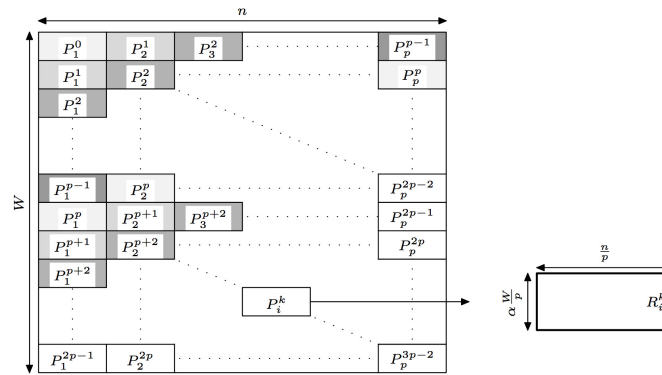 n
P_1^0 P_2^1 P_3^2 P_p^{p-1}
P_1^1 P_2^2 P_p^p
P_1^2
W
P_1^{p-1} P_2^p P_p^{2p-2}
P_1^p P_2^{p+1} P_3^{p+2} P_p^{2p-1}
P_1^{p+1} P_2^{p+2} P_p^{2p}
P_1^{p+2}
P_i^k
P_1^{2p-1} P_2^{2p} P_p^{3p-2}
\frac{n}{p}
α\frac{W}{p}
R_i^k